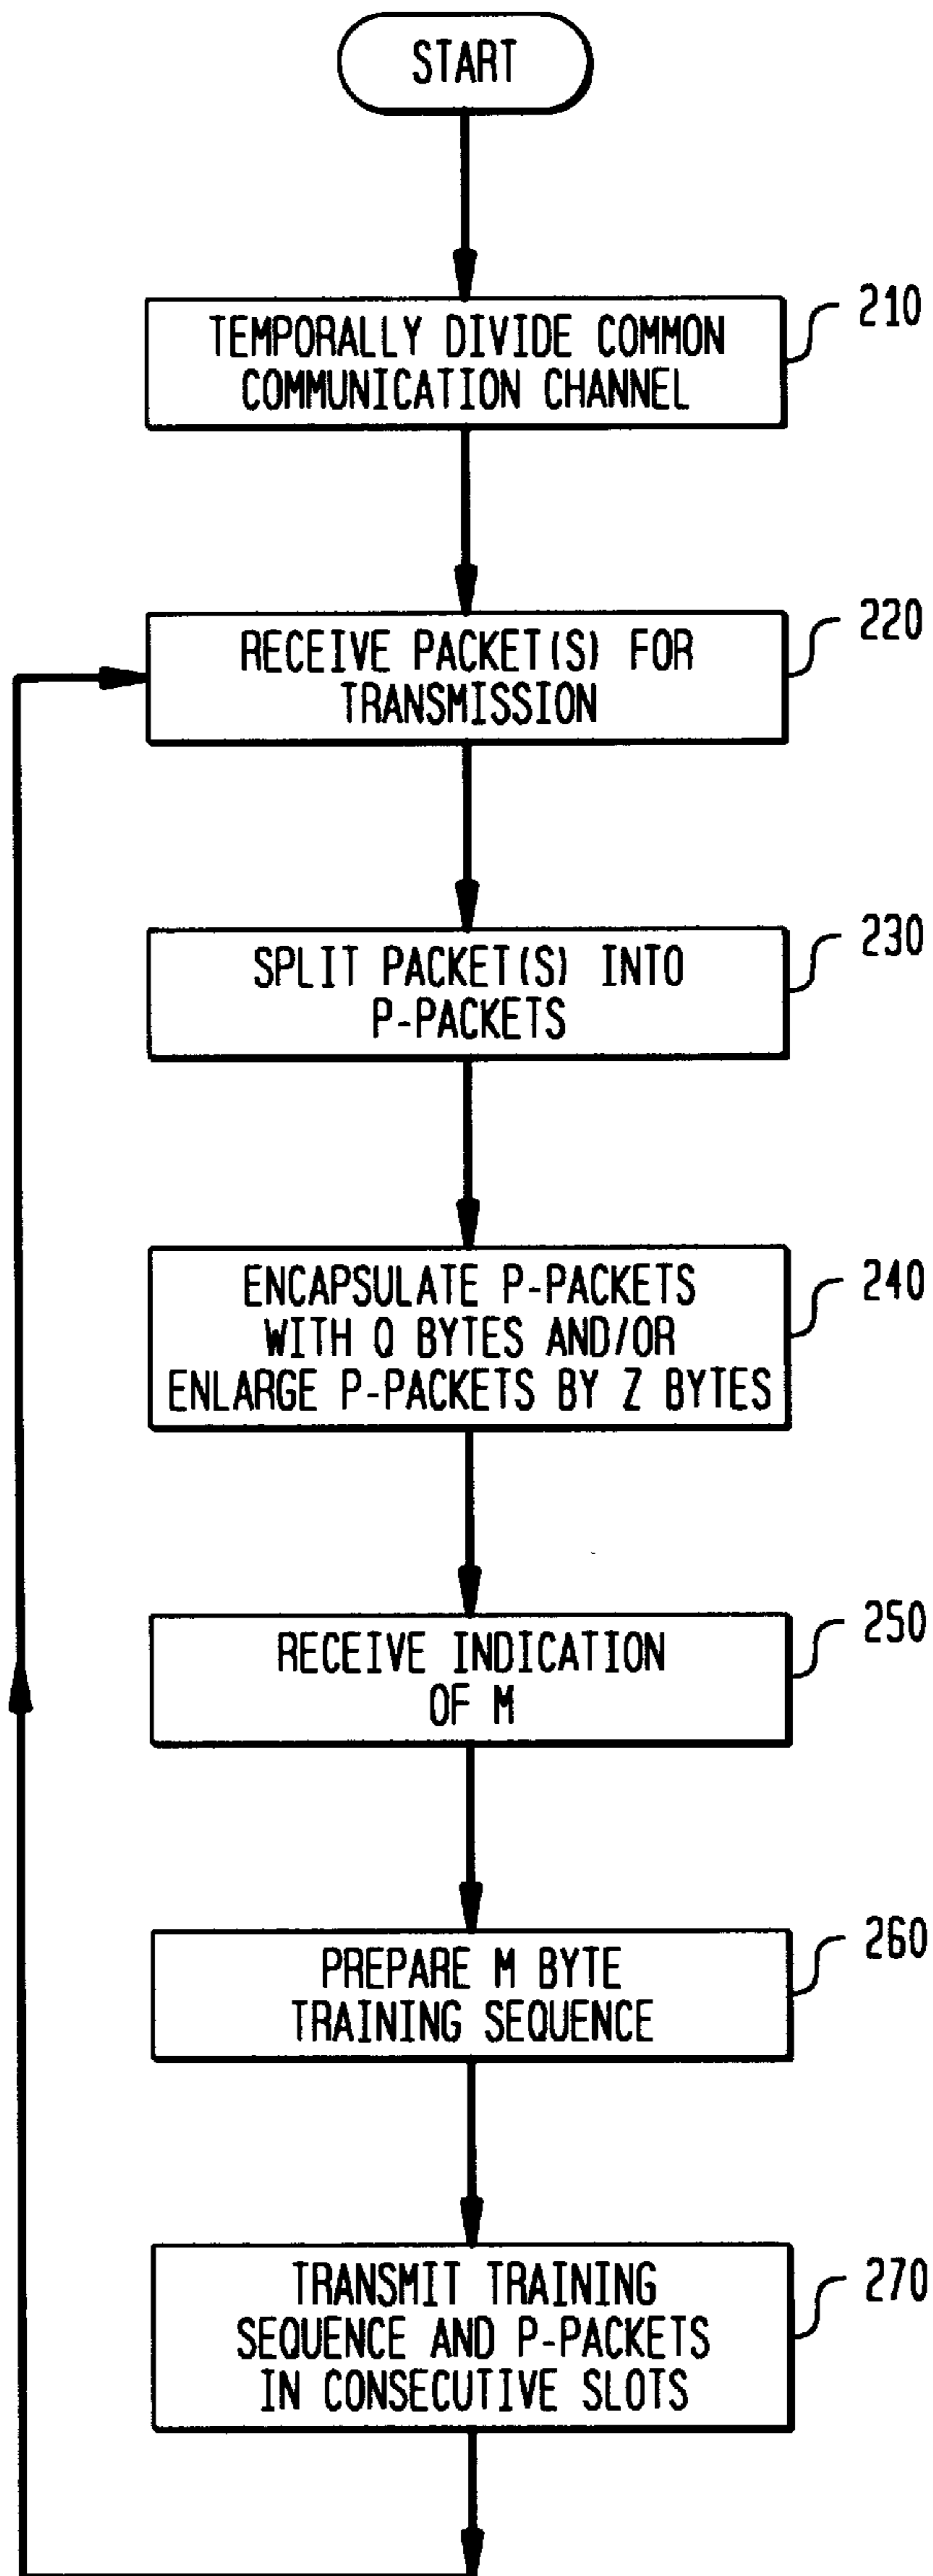 START
TEMPORALLY DIVIDE COMMON
COMMUNICATION CHANNEL
210
RECEIVE PACKET(S) FOR
TRANSMISSION
220
SPLIT PACKET(S) INTO
P-PACKETS
230
ENCAPSULATE P-PACKETS
WITH Q BYTES AND/OR
ENLARGE P-PACKETS BY Z BYTES
240
RECEIVE INDICATION
OF M
250
PREPARE M BYTE
TRAINING SEQUENCE
260
TRANSMIT TRAINING
SEQUENCE AND P-PACKETS
IN CONSECUTIVE SLOTS
270